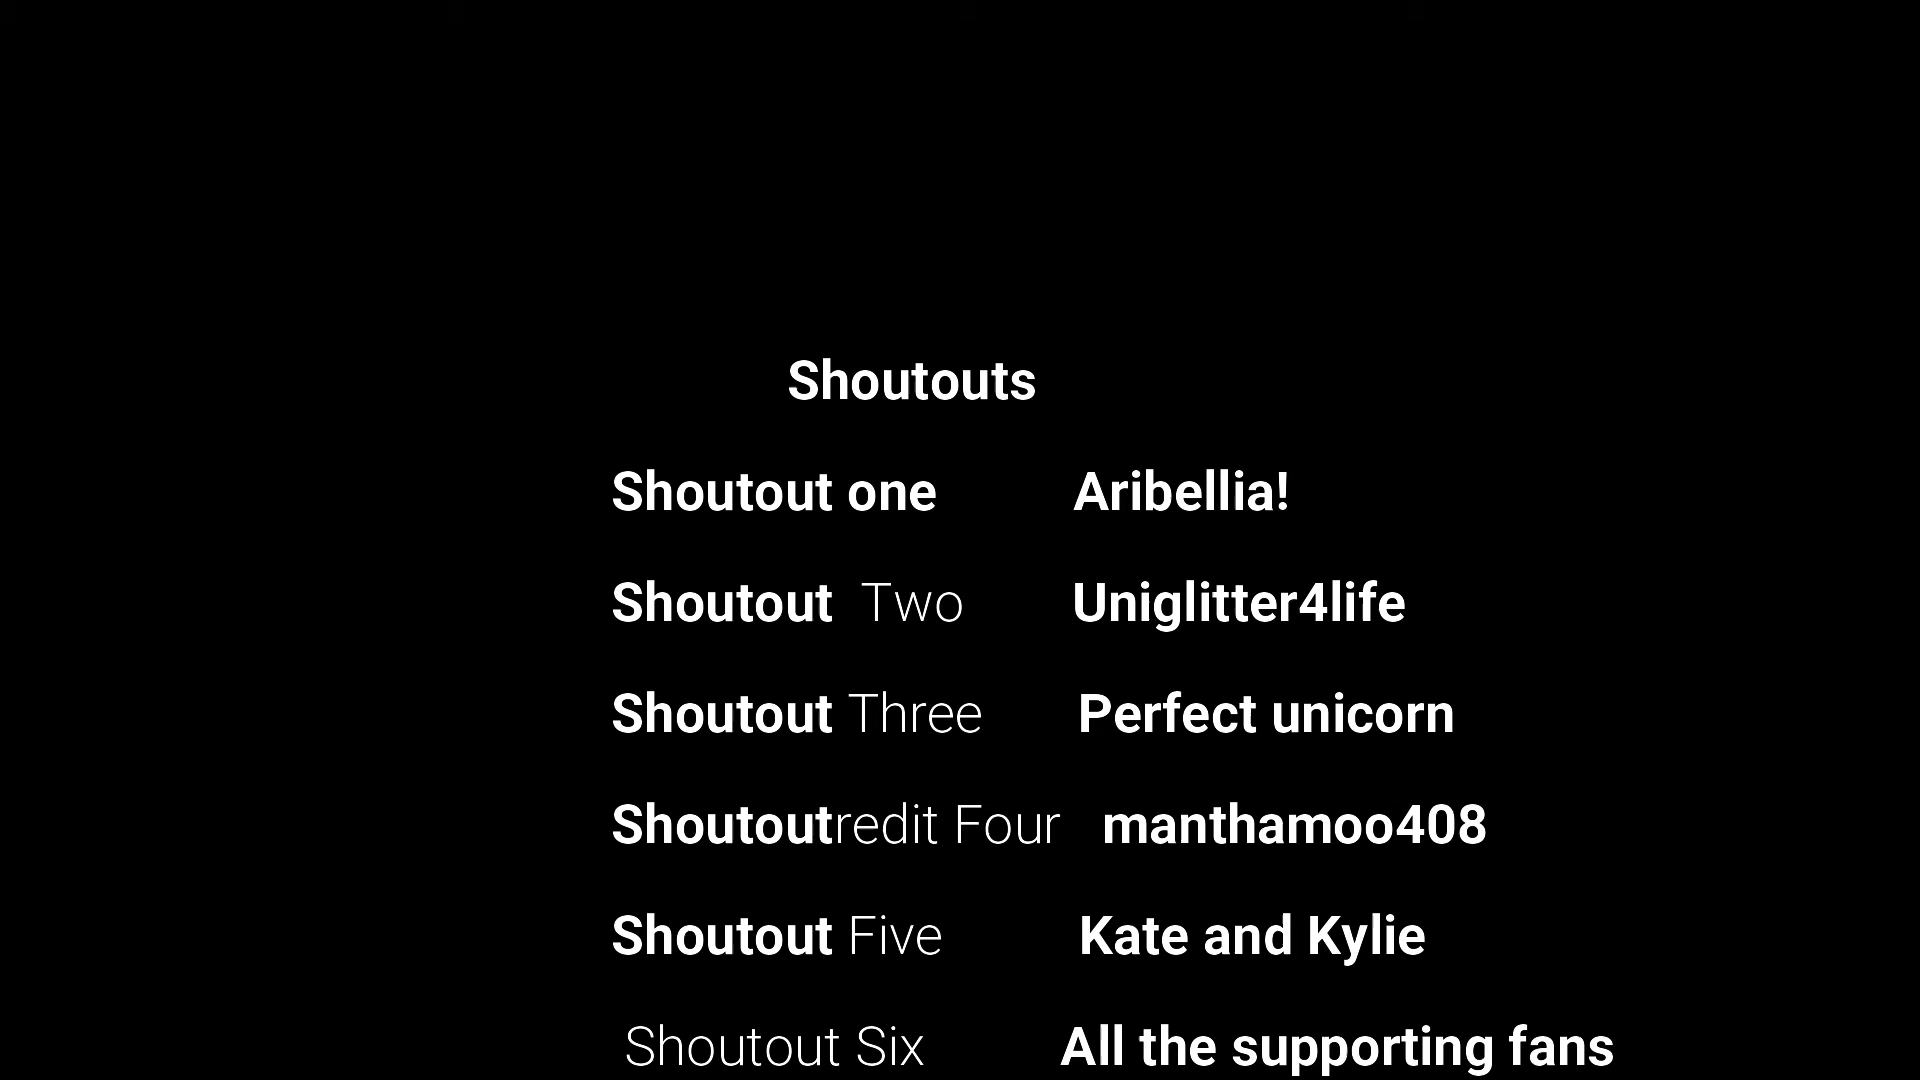 Shoutouts
Shoutout one Aribellia!
Shoutout Two Uniglitter4life
Shoutout Three Perfect unicorn
Shoutoutredit Four manthamoo408
Shoutout Five Kate and Kylie
Shoutout Six All the supporting fans